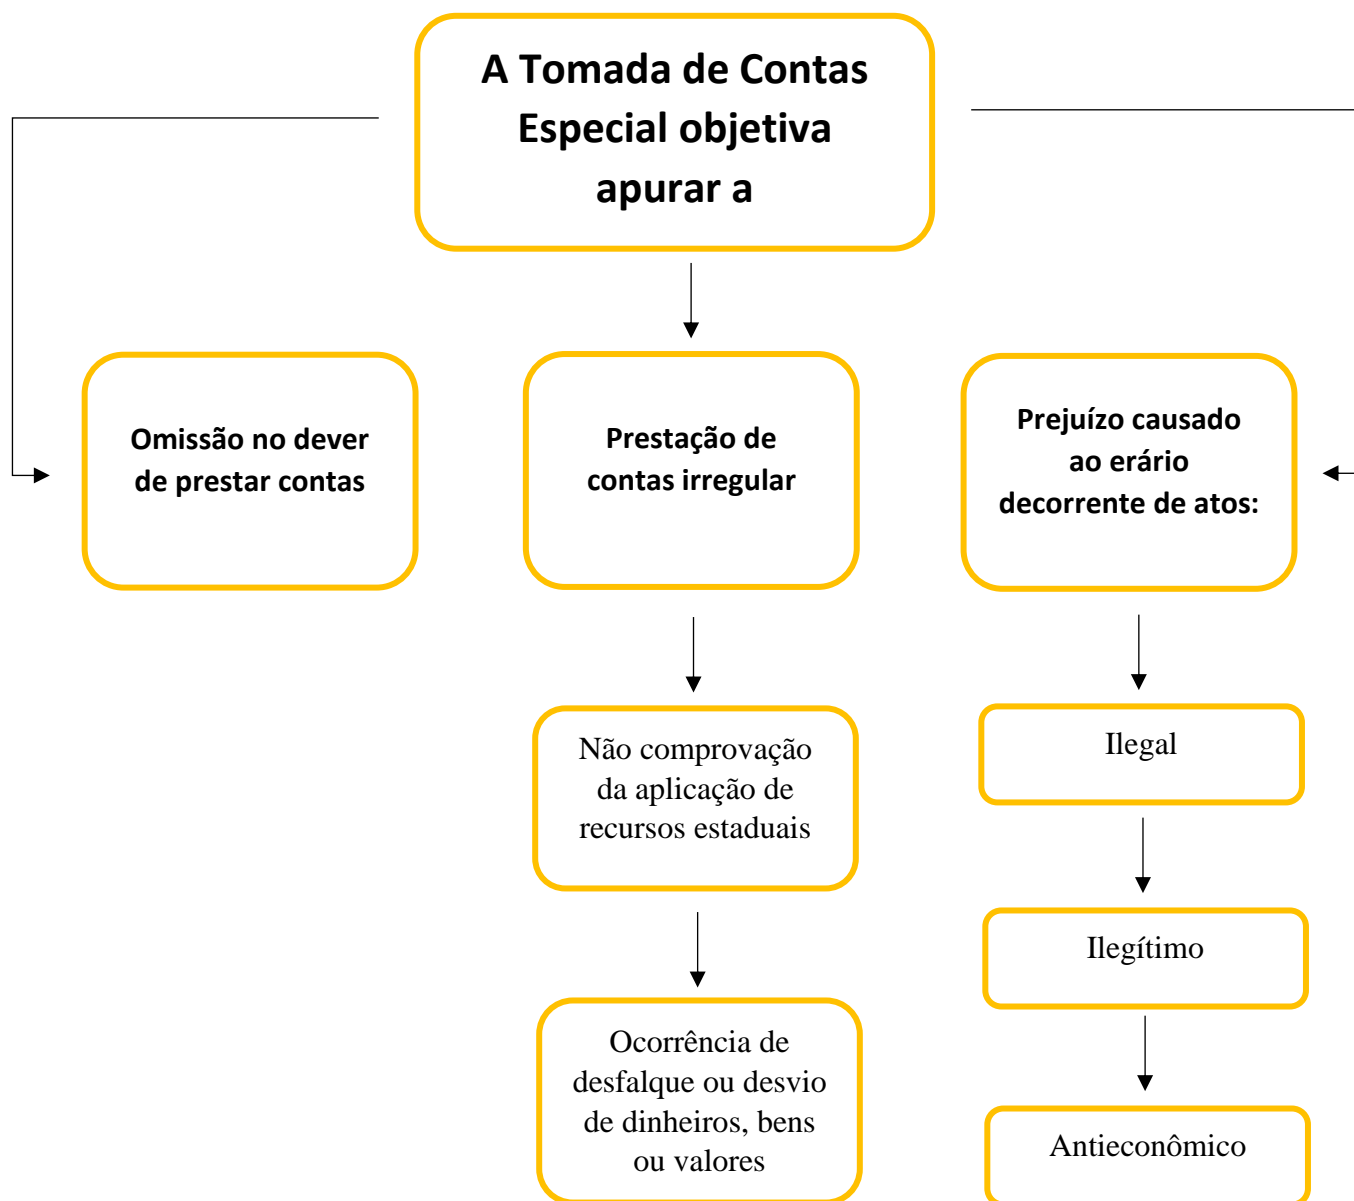 A Tomada de Contas
Especial objetiva
apurar a
Omissão no dever
de prestar contas
Prestação de
contas irregular
Prejuízo causado
ao erário
decorrente de atos:
Não comprovação
da aplicação de
recursos estaduais
Ilegal
Ilegítimo
Ocorrência de
desfalque ou desvio
de dinheiros, bens
ou valores
Antieconômico